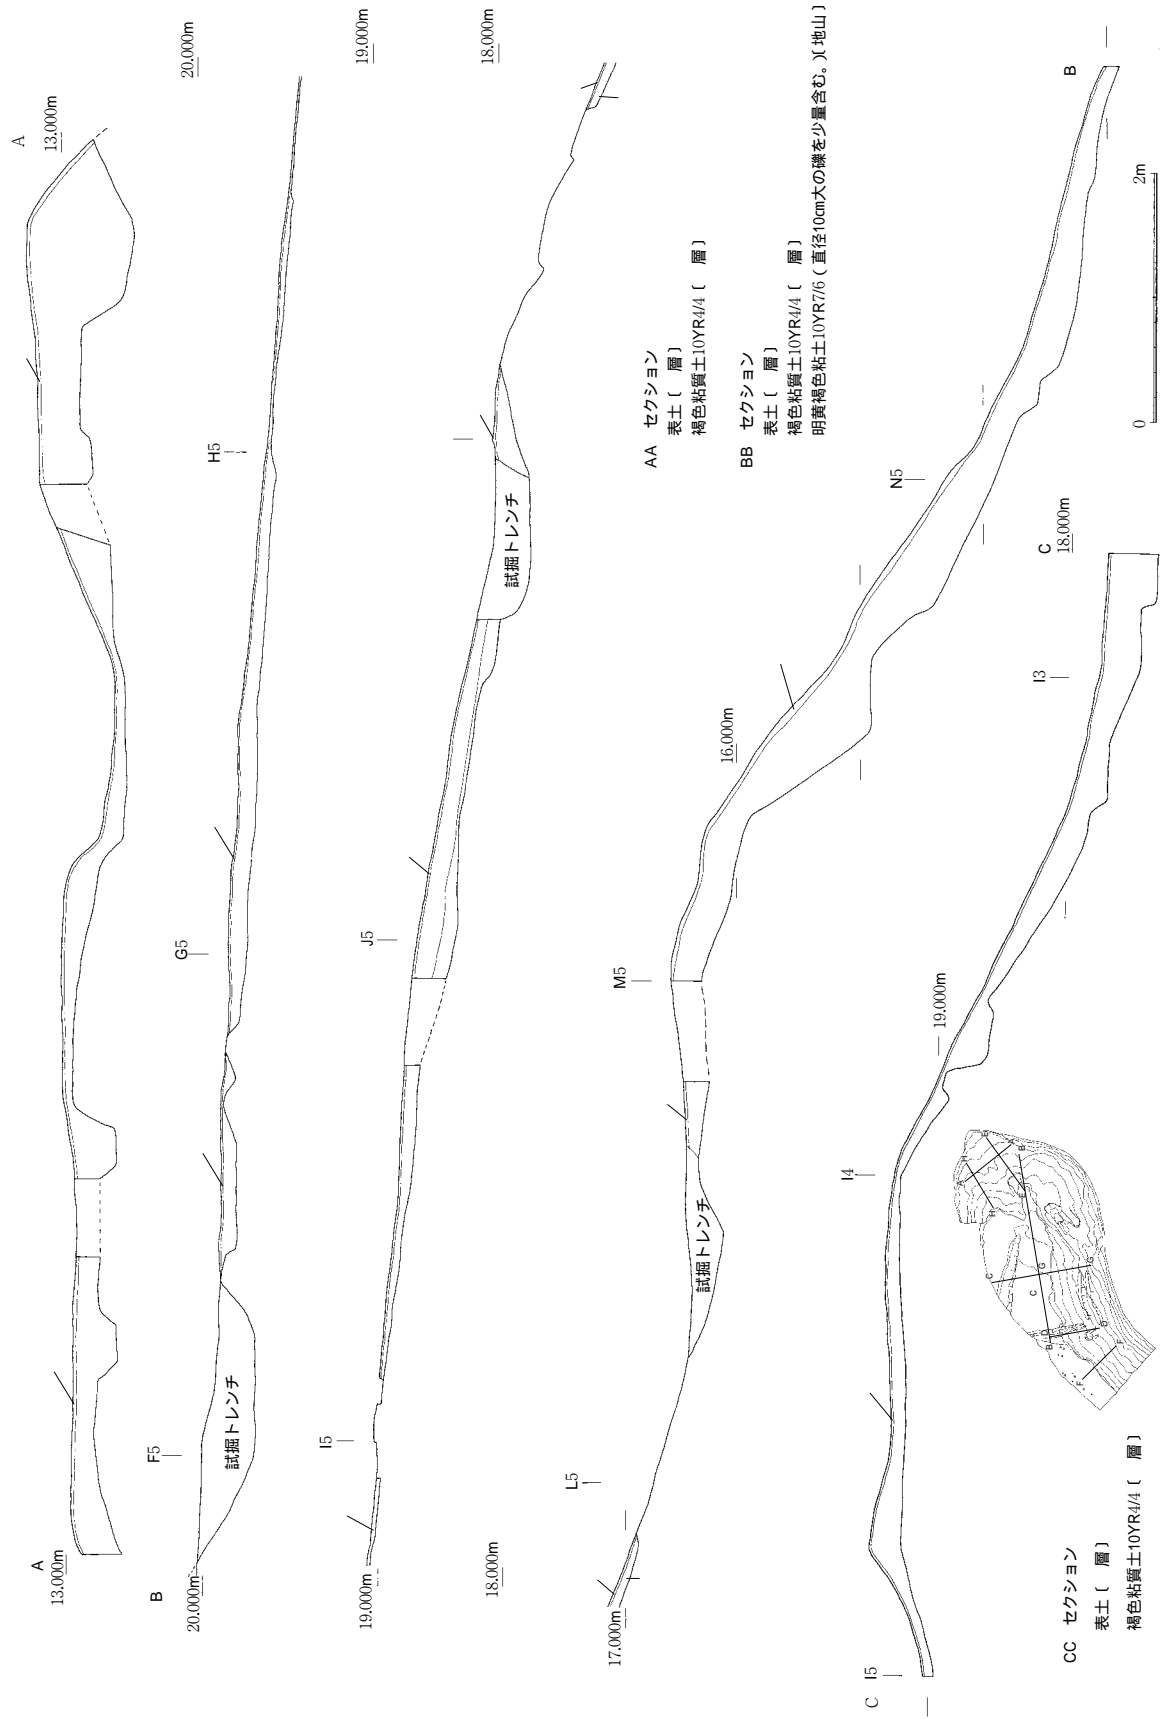 A
13.000m
A
13.000m
B
20.000m
F5
試掘トレンチ
G5
H5
20.000m
19.000m
I5
J5
試掘トレンチ
19.000m
18.000m
18.000m
17.000m
L5
試掘トレンチ
M5
16.000m
N5
B
AA セクション
表土〔 層〕
褐色粘質土10YR4/4〔 層〕
BB セクション
表土〔 層〕
褐色粘質土10YR4/4〔 層〕
明黄褐色粘土10YR7/6(直径10cm大の礫を少量含む。)〔地山〕
C
I5
I4
19.000m
I3
C
18.000m
CC セクション
表土〔 層〕
褐色粘質土10YR4/4〔 層〕
0
2m